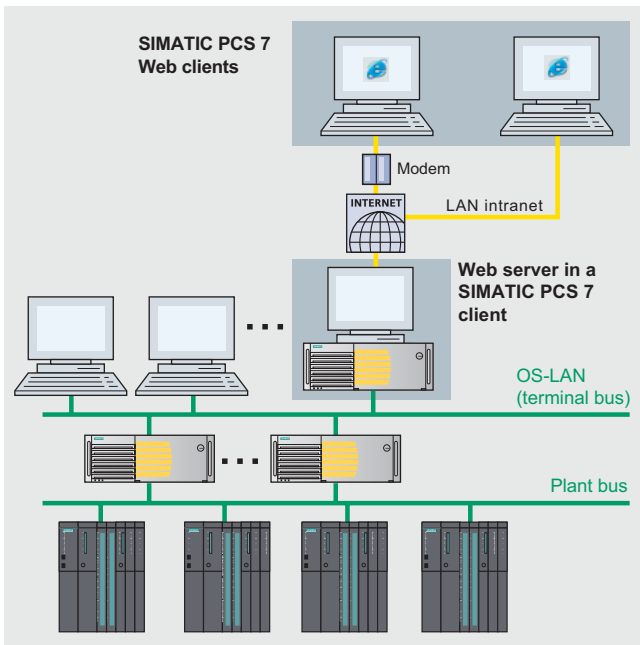 SIMATIC PCS 7
Web clients
Modem
INTERNET
LAN intranet
Web server in a
SIMATIC PCS 7
client
OS-LAN
(terminal bus)
Plant bus